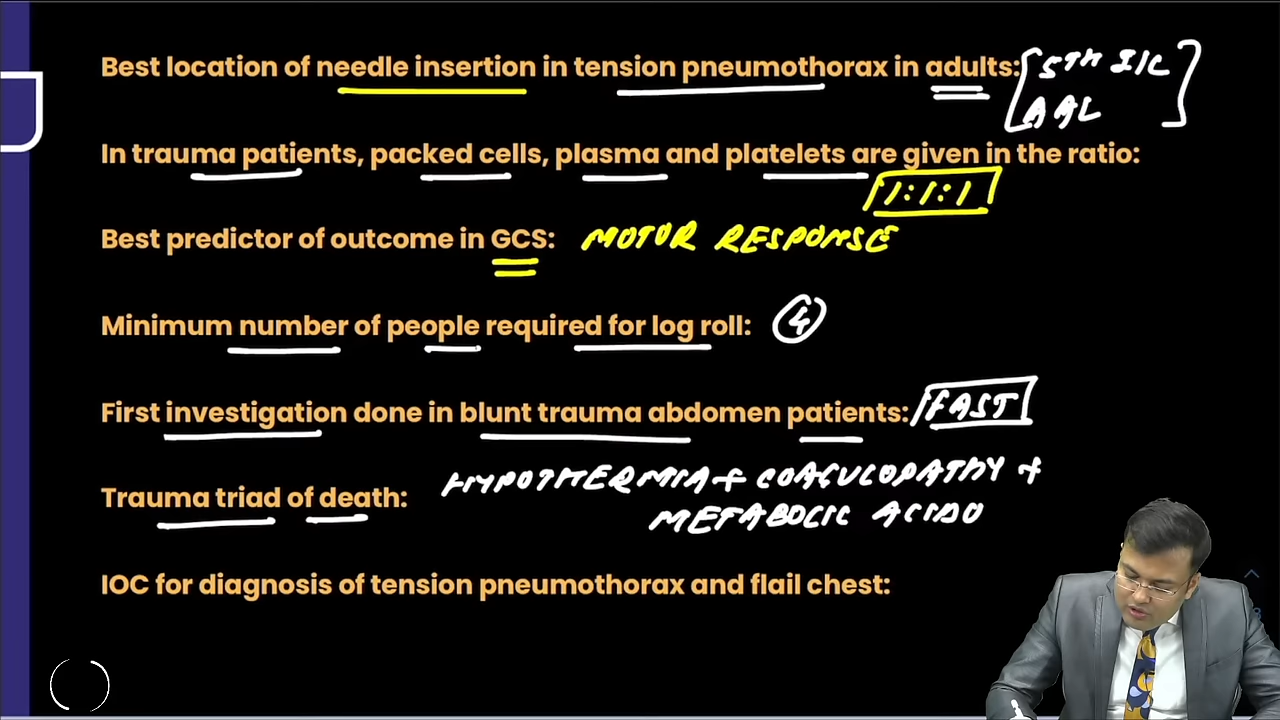 Best location of needle insertion in tension pneumothorax in adults: 5TH I/C
AAL
In trauma patients, packed cells, plasma and platelets are given in the ratio:
1:1:1
Best predictor of outcome in GCS: MOTOR RESPONSE
Minimum number of people required for log roll: 4
First investigation done in blunt trauma abdomen patients: FAST
Trauma triad of death: HYPOTHERMIA + COAGULOPATHY +
METABOLIC ACIDO
IOC for diagnosis of tension pneumothorax and flail chest: